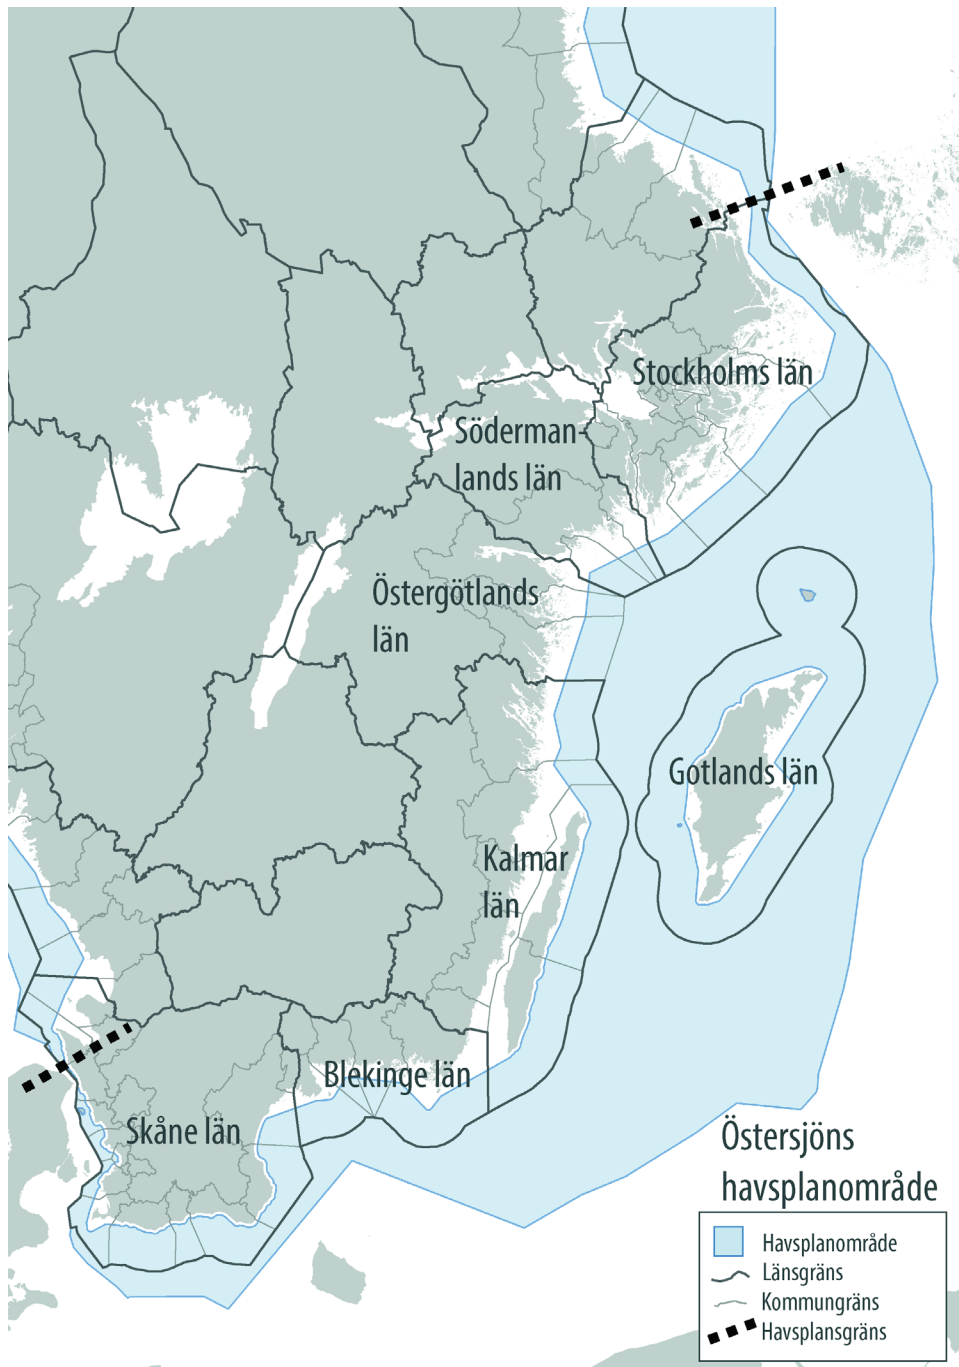 Stockholms län
Söderman-
lands län
Östergötlands
län
Gotlands län
Kalmar
län
Blekinge län
Skåne län
Östersjöns
havsplanområde
Havsplanområde
Länsgräns
Kommungräns
Havsplansgräns